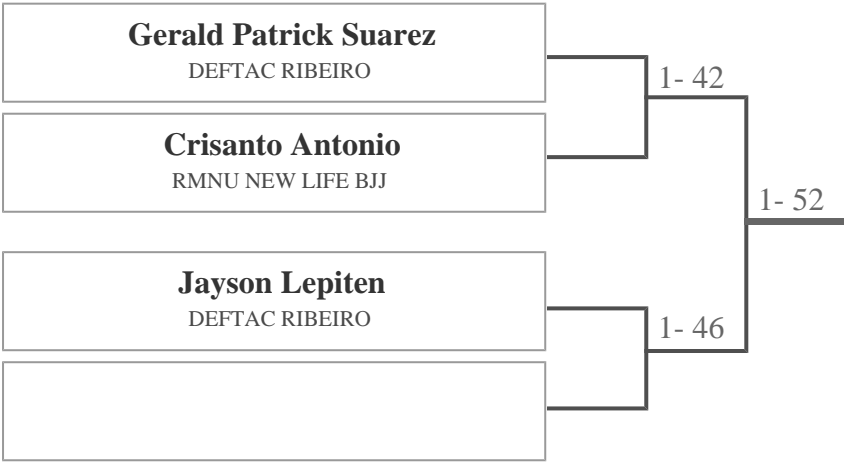 Gerald Patrick Suarez
DEFTAC RIBEIRO
1- 42
Crisanto Antonio
RMNU NEW LIFE BJJ
1- 52
Jayson Lepiten
DEFTAC RIBEIRO
1- 46